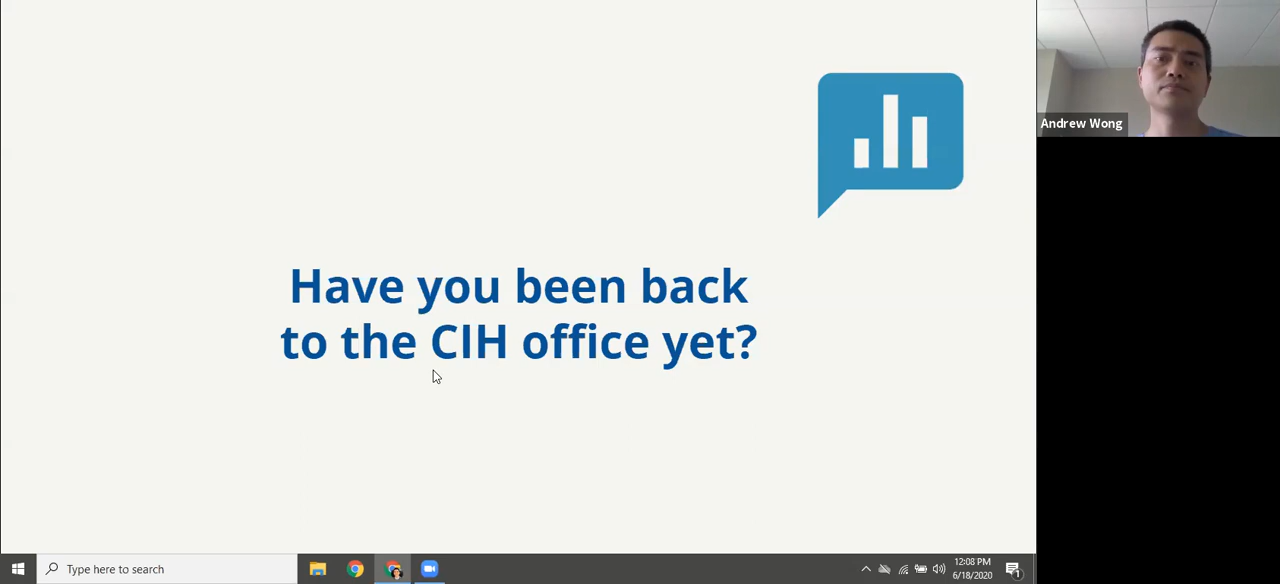 Andrew Wong
Have you been back
to the CIH office yet?
Type here to search
12:08 PM
6/18/2020
1